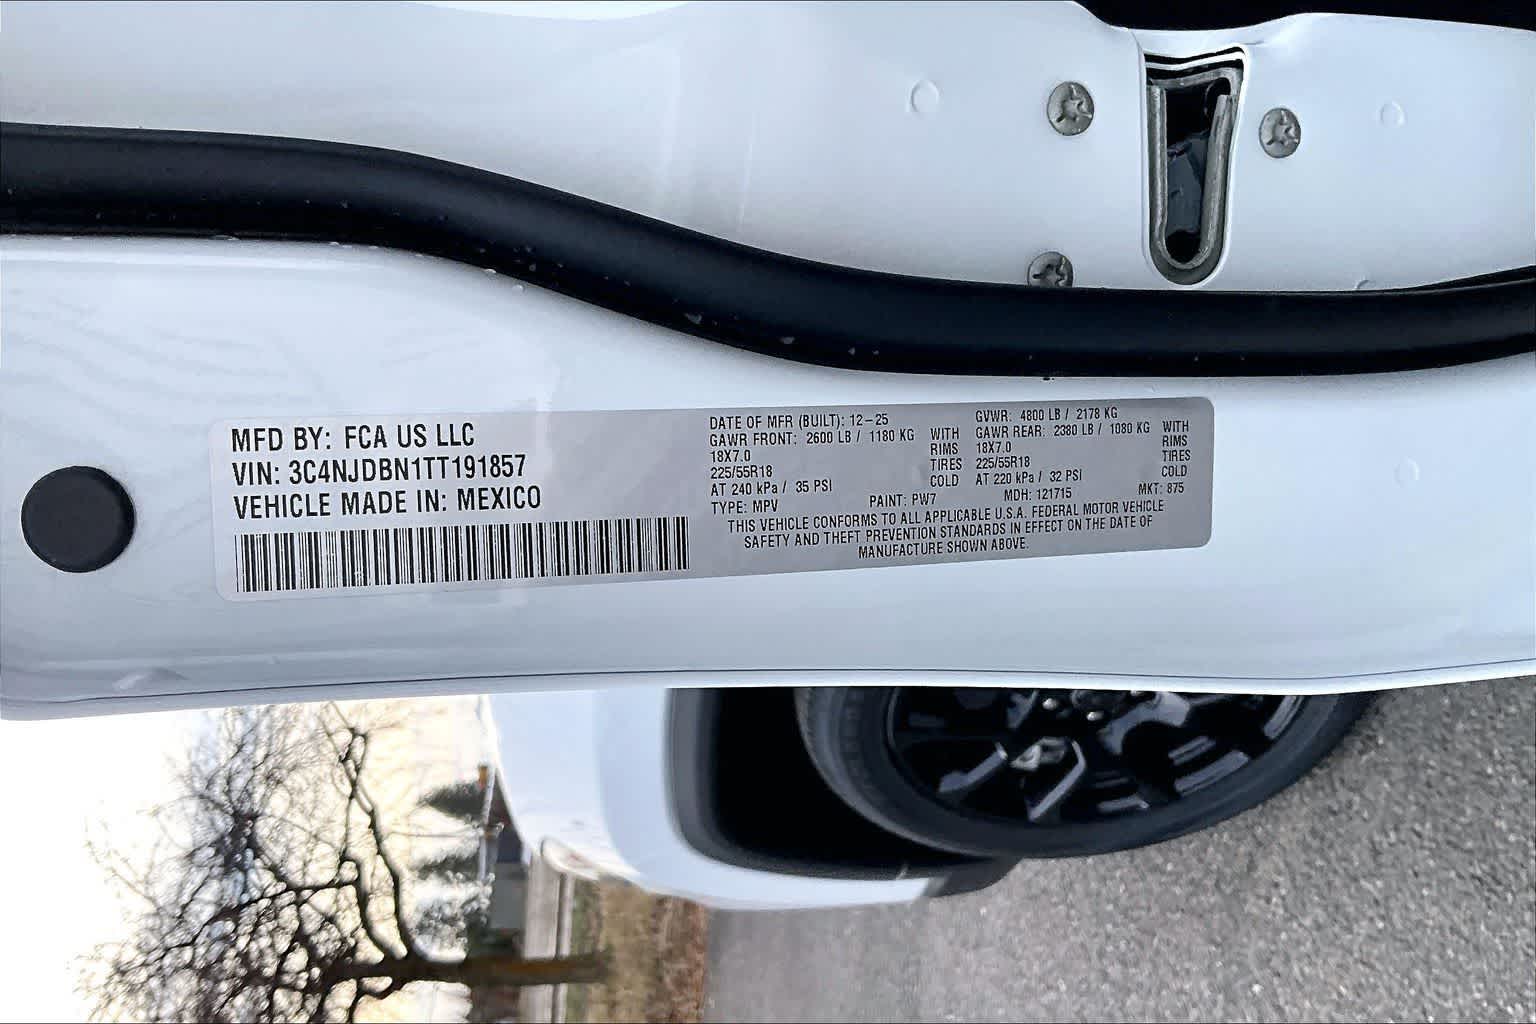 MFD BY: FCA US LLC
VIN: 3C4NJDBN1TT191857
VEHICLE MADE IN: MEXICO
DATE OF MFR (BUILT): 12-25
GAWR FRONT: 2600 LB / 1180 KG WITH
18X7.0 RIMS
225/55R18 TIRES
AT 240 kPa / 35 PSI COLD
GVWR: 4800 LB / 2178 KG
GAWR REAR: 2380 LB / 1080 KG WITH
18X7.0 RIMS
225/55R18 TIRES
AT 220 kPa / 32 PSI COLD
TYPE: MPV PAINT: PW7 MDH: 121715 MKT: 875
THIS VEHICLE CONFORMS TO ALL APPLICABLE U.S.A. FEDERAL MOTOR VEHICLE
SAFETY AND THEFT PREVENTION STANDARDS IN EFFECT ON THE DATE OF
MANUFACTURE SHOWN ABOVE.